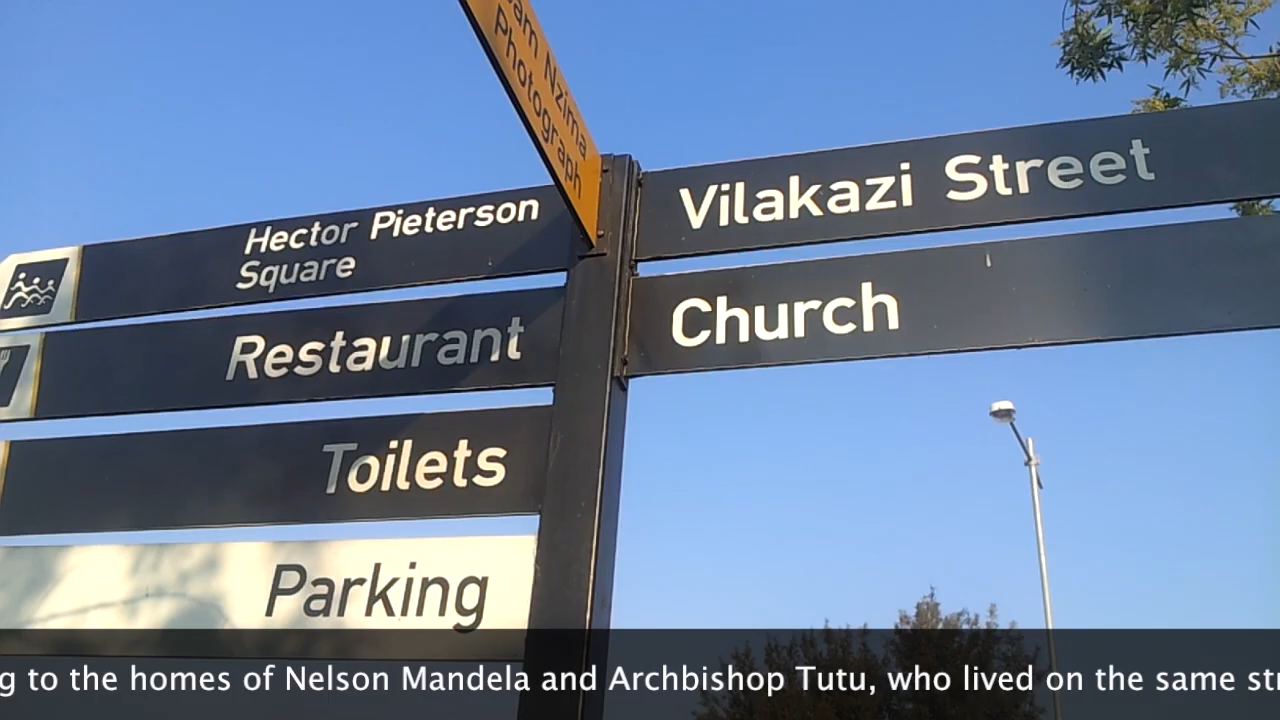 Nzima
Photograph
Hector Pieterson
Square
Restaurant
Toilets
Parking
Vilakazi Street
Church
to the homes of Nelson Mandela and Archbishop Tutu, who lived on the same